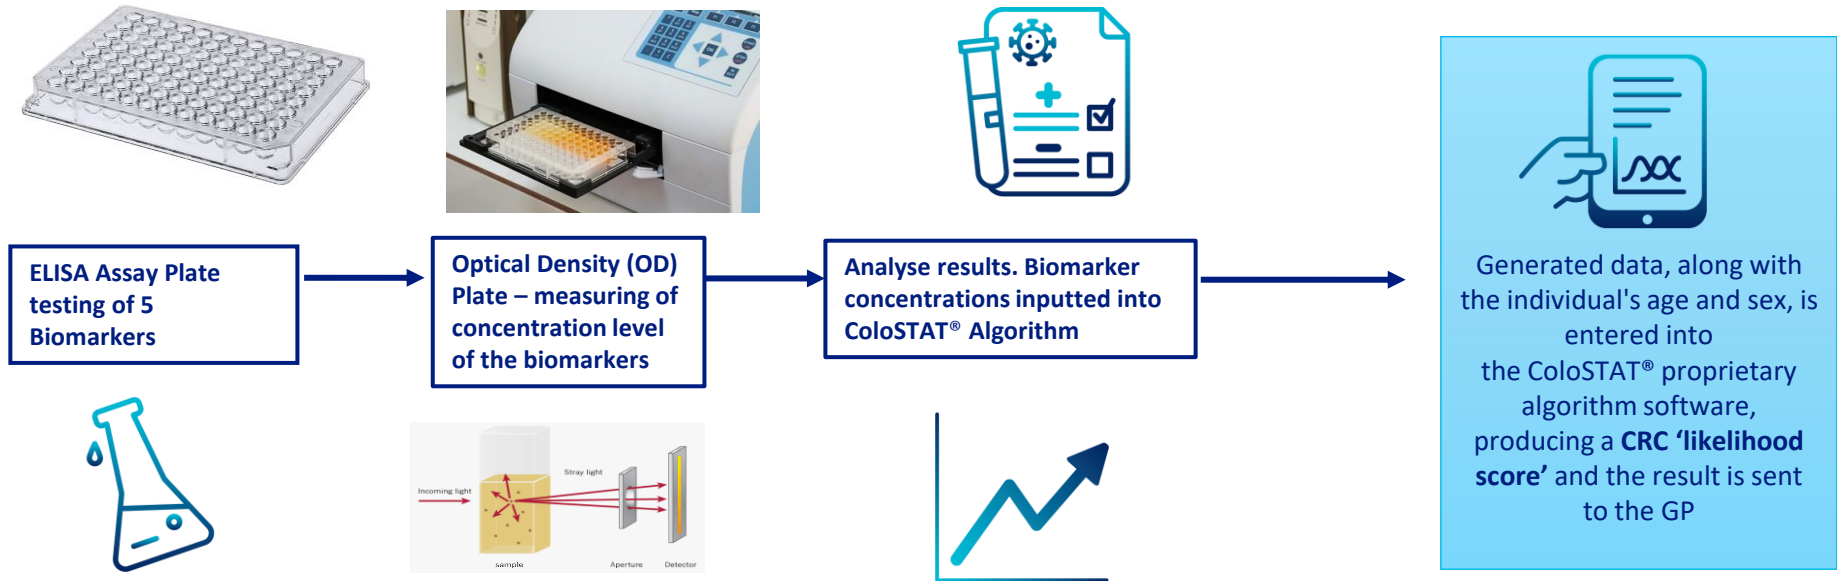 ELISA Assay Plate
testing of 5
Biomarkers
Optical Density (OD)
Plate – measuring of
concentration level
of the biomarkers
Analyse results. Biomarker
concentrations inputted into
ColoSTAT® Algorithm
Generated data, along with
the individual's age and sex, is
entered into
the ColoSTAT® proprietary
algorithm software,
producing a CRC ‘likelihood
score’ and the result is sent
to the GP
Incoming light
Stray light
sample
Aperture
Detector